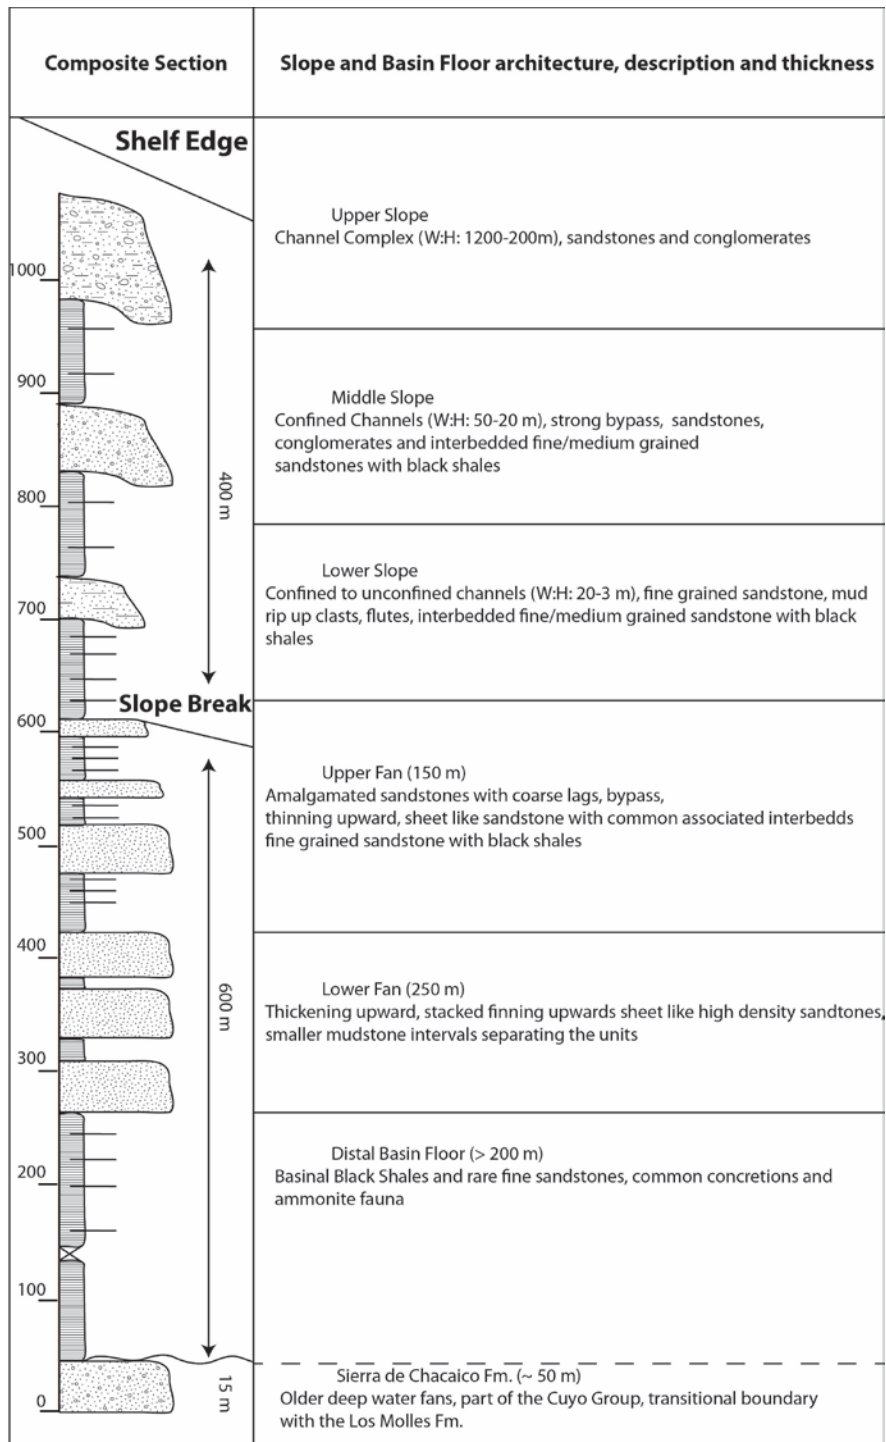 Composite Section
Slope and Basin Floor architecture, description and thickness
Shelf Edge
1000
900
800
700
600
500
400
300
200
100
0
400 m
Slope Break
600 m
15 m
Upper Slope
Channel Complex (W:H: 1200-200m), sandstones and conglomerates
Middle Slope
Confined Channels (W:H: 50-20 m), strong bypass, sandstones,
conglomerates and interbedded fine/medium grained
sandstones with black shales
Lower Slope
Confined to unconfined channels (W:H: 20-3 m), fine grained sandstone, mud
rip up clasts, flutes, interbedded fine/medium grained sandstone with black
shales
Upper Fan (150 m)
Amalgamated sandstones with coarse lags, bypass,
thinning upward, sheet like sandstone with common associated interbedds
fine grained sandstone with black shales
Lower Fan (250 m)
Thickening upward, stacked finning upwards sheet like high density sandtones,
smaller mudstone intervals separating the units
Distal Basin Floor (> 200 m)
Basinal Black Shales and rare fine sandstones, common concretions and
ammonite fauna
Sierra de Chacaico Fm. (~ 50 m)
Older deep water fans, part of the Cuyo Group, transitional boundary
with the Los Molles Fm.